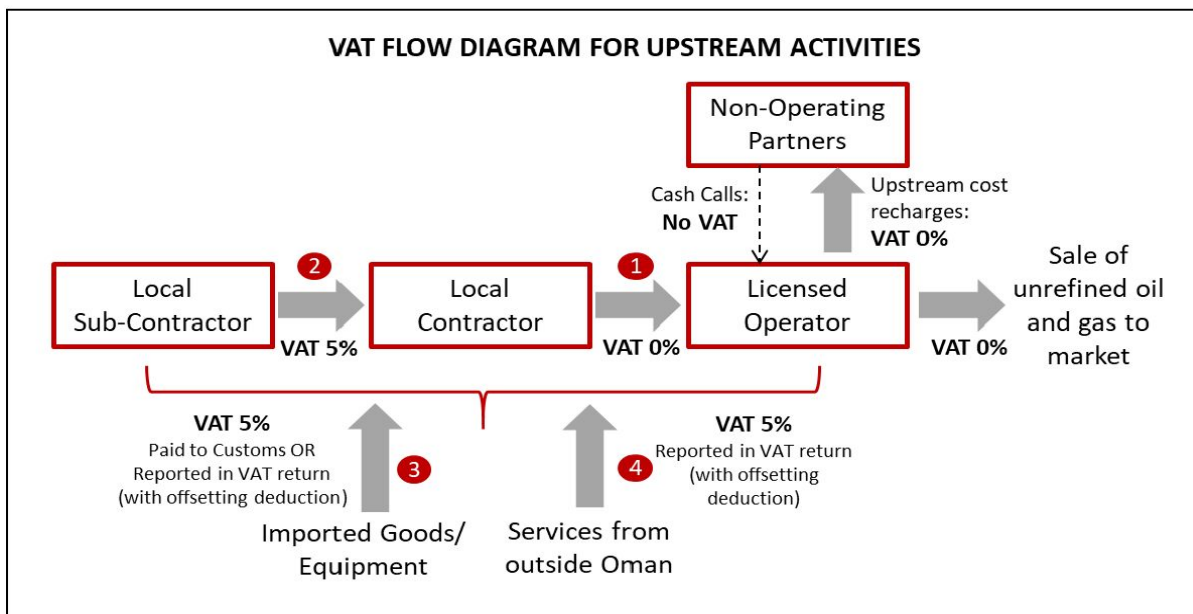 VAT FLOW DIAGRAM FOR UPSTREAM ACTIVITIES
Non-Operating
Partners
Cash Calls:
No VAT
Upstream cost
recharges:
VAT 0%
Local
Sub-Contractor
2
VAT 5%
Local
Contractor
1
VAT 0%
Licensed
Operator
VAT 0%
Sale of
unrefined oil
and gas to
market
VAT 5%
Paid to Customs OR
Reported in VAT return
(with offsetting deduction)
3
Imported Goods/
Equipment
4
VAT 5%
Reported in VAT return
(with offsetting
deduction)
Services from
outside Oman